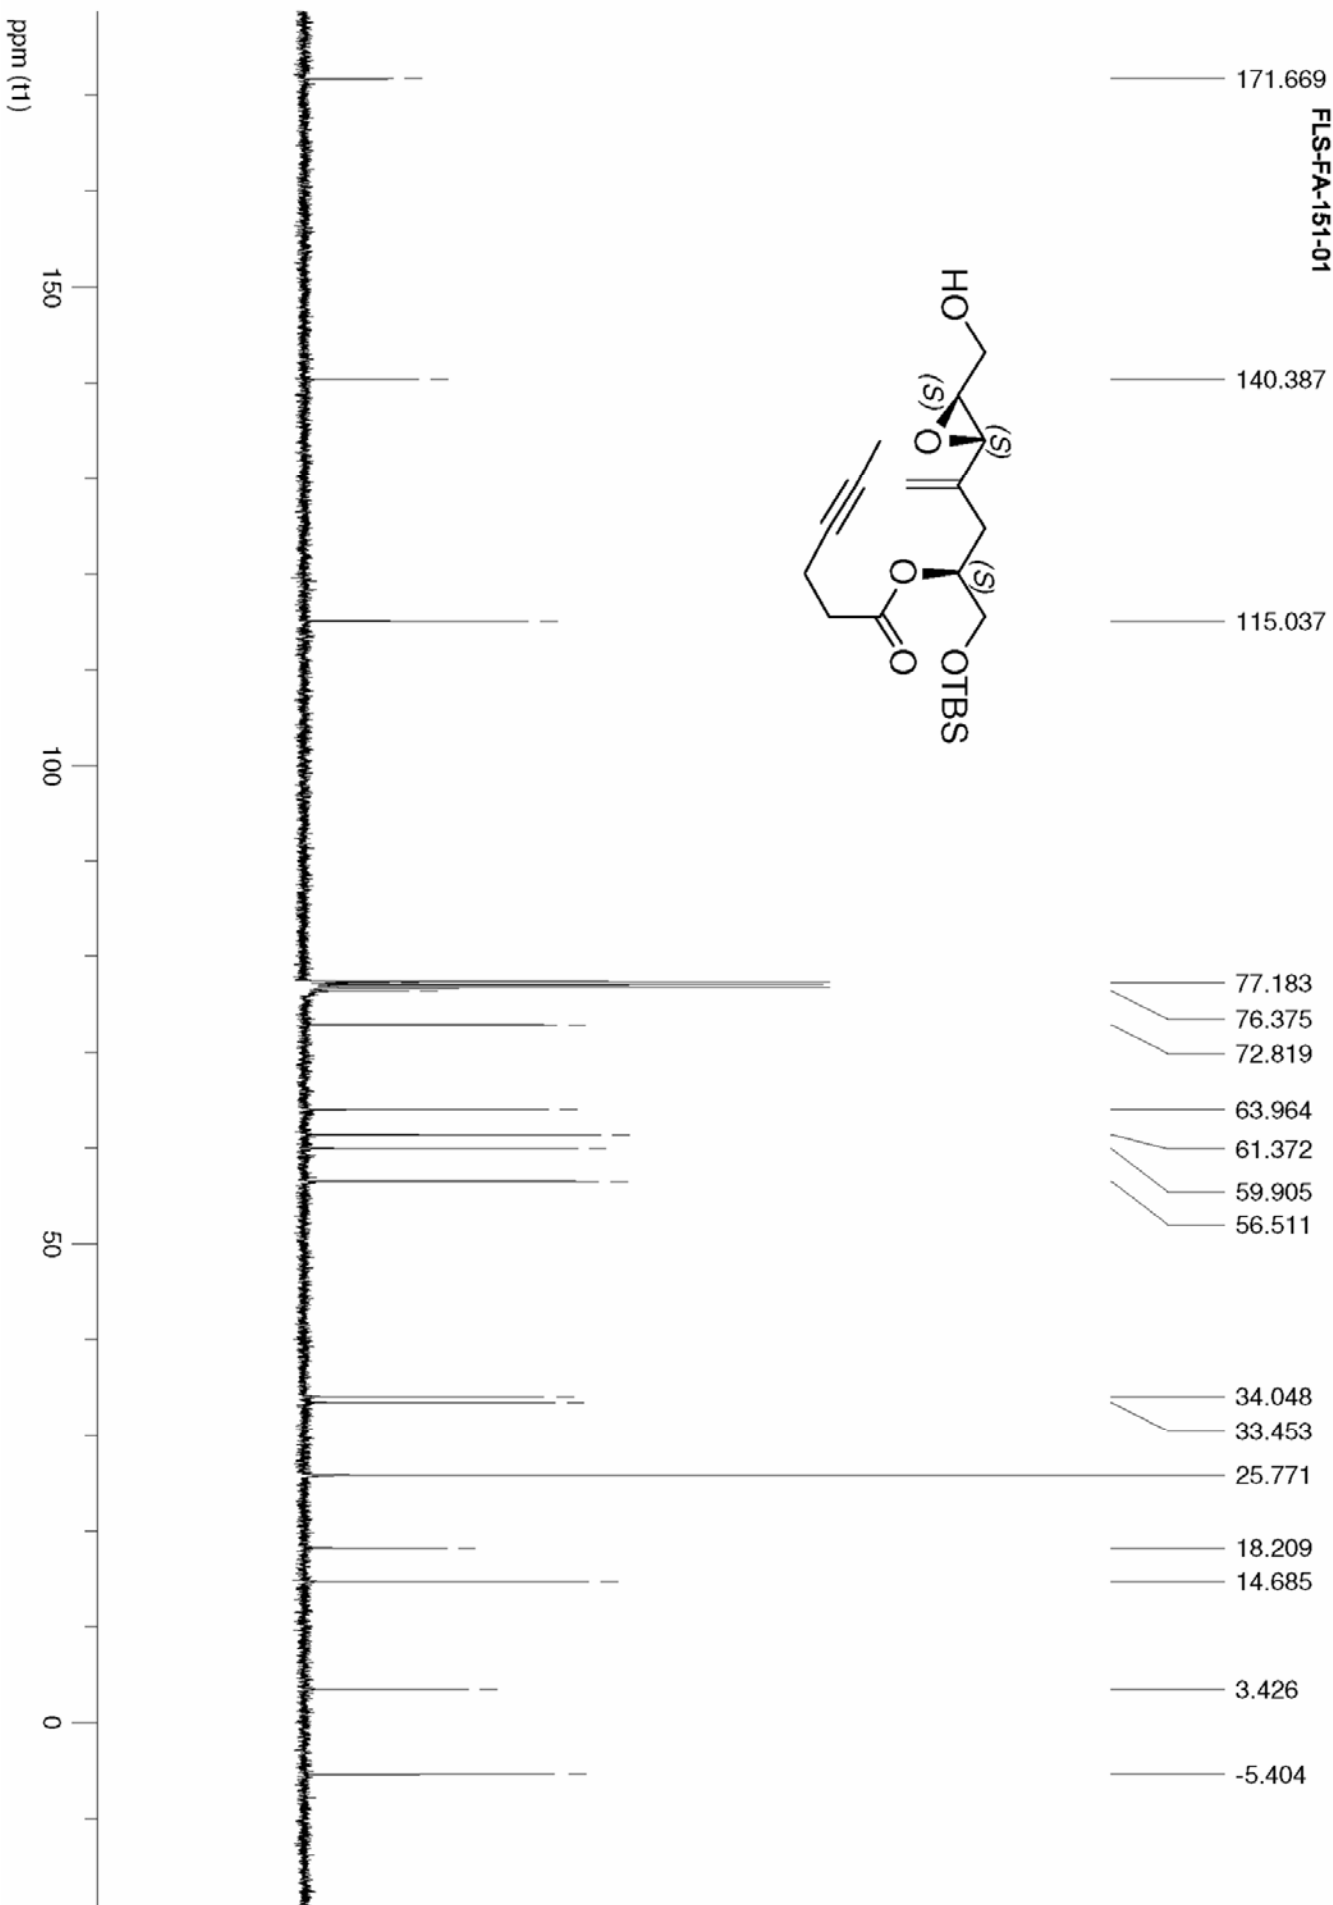 FLS-FA-151-01
171.669
140.387
115.037
77.183
76.375
72.819
63.964
61.372
59.905
56.511
34.048
33.453
25.771
18.209
14.685
3.426
-5.404
HO
(S)
(S)
O
(S)
O
O
OTBS
150
100
50
0
ppm (t1)